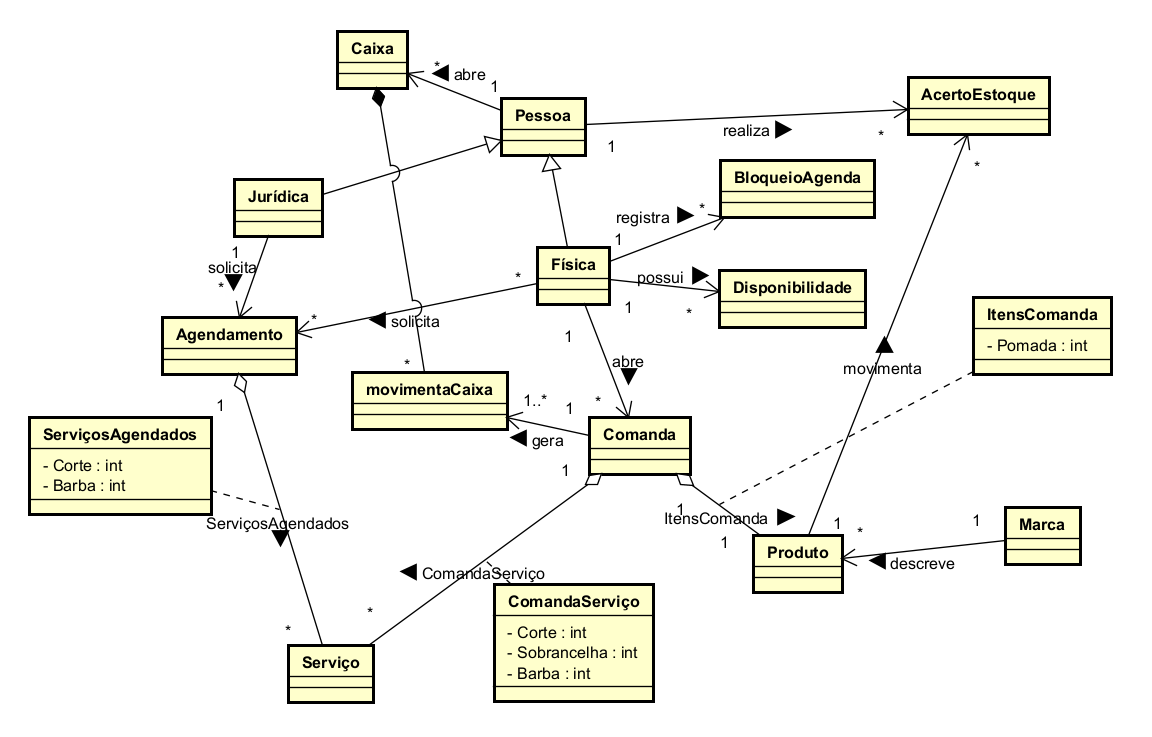 Caixa
*
abre
1
Pessoa
AcertoEstoque
realiza
1
*
*
BloqueioAgenda
Jurídica
registra
*
1
1
solicita
*
Física
*
possui
Disponibilidade
1
*
ItensComanda
- Pomada : int
Agendamento
*
solicita
1
abre
movimenta
*
movimentaCaixa
1..*
1
*
1
gera
Comanda
ServiçosAgendados
- Corte : int
- Barba : int
1
1
ItensComanda
ServiçosAgendados
1
1
*
1
Marca
Produto
descreve
ComandaServiço
ComandaServiço
- Corte : int
- Sobrancelha : int
- Barba : int
*
*
Serviço